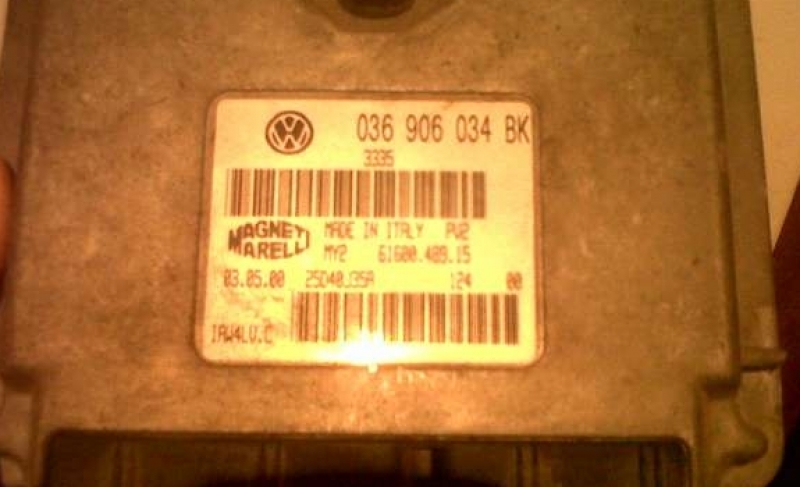 036 906 034 BK
3335
MAGNETI MARELLI
MADE IN ITALY PV2
MY2 61600.489.15
03.05.00 25D40J35A 124 00
IAW4LV.C